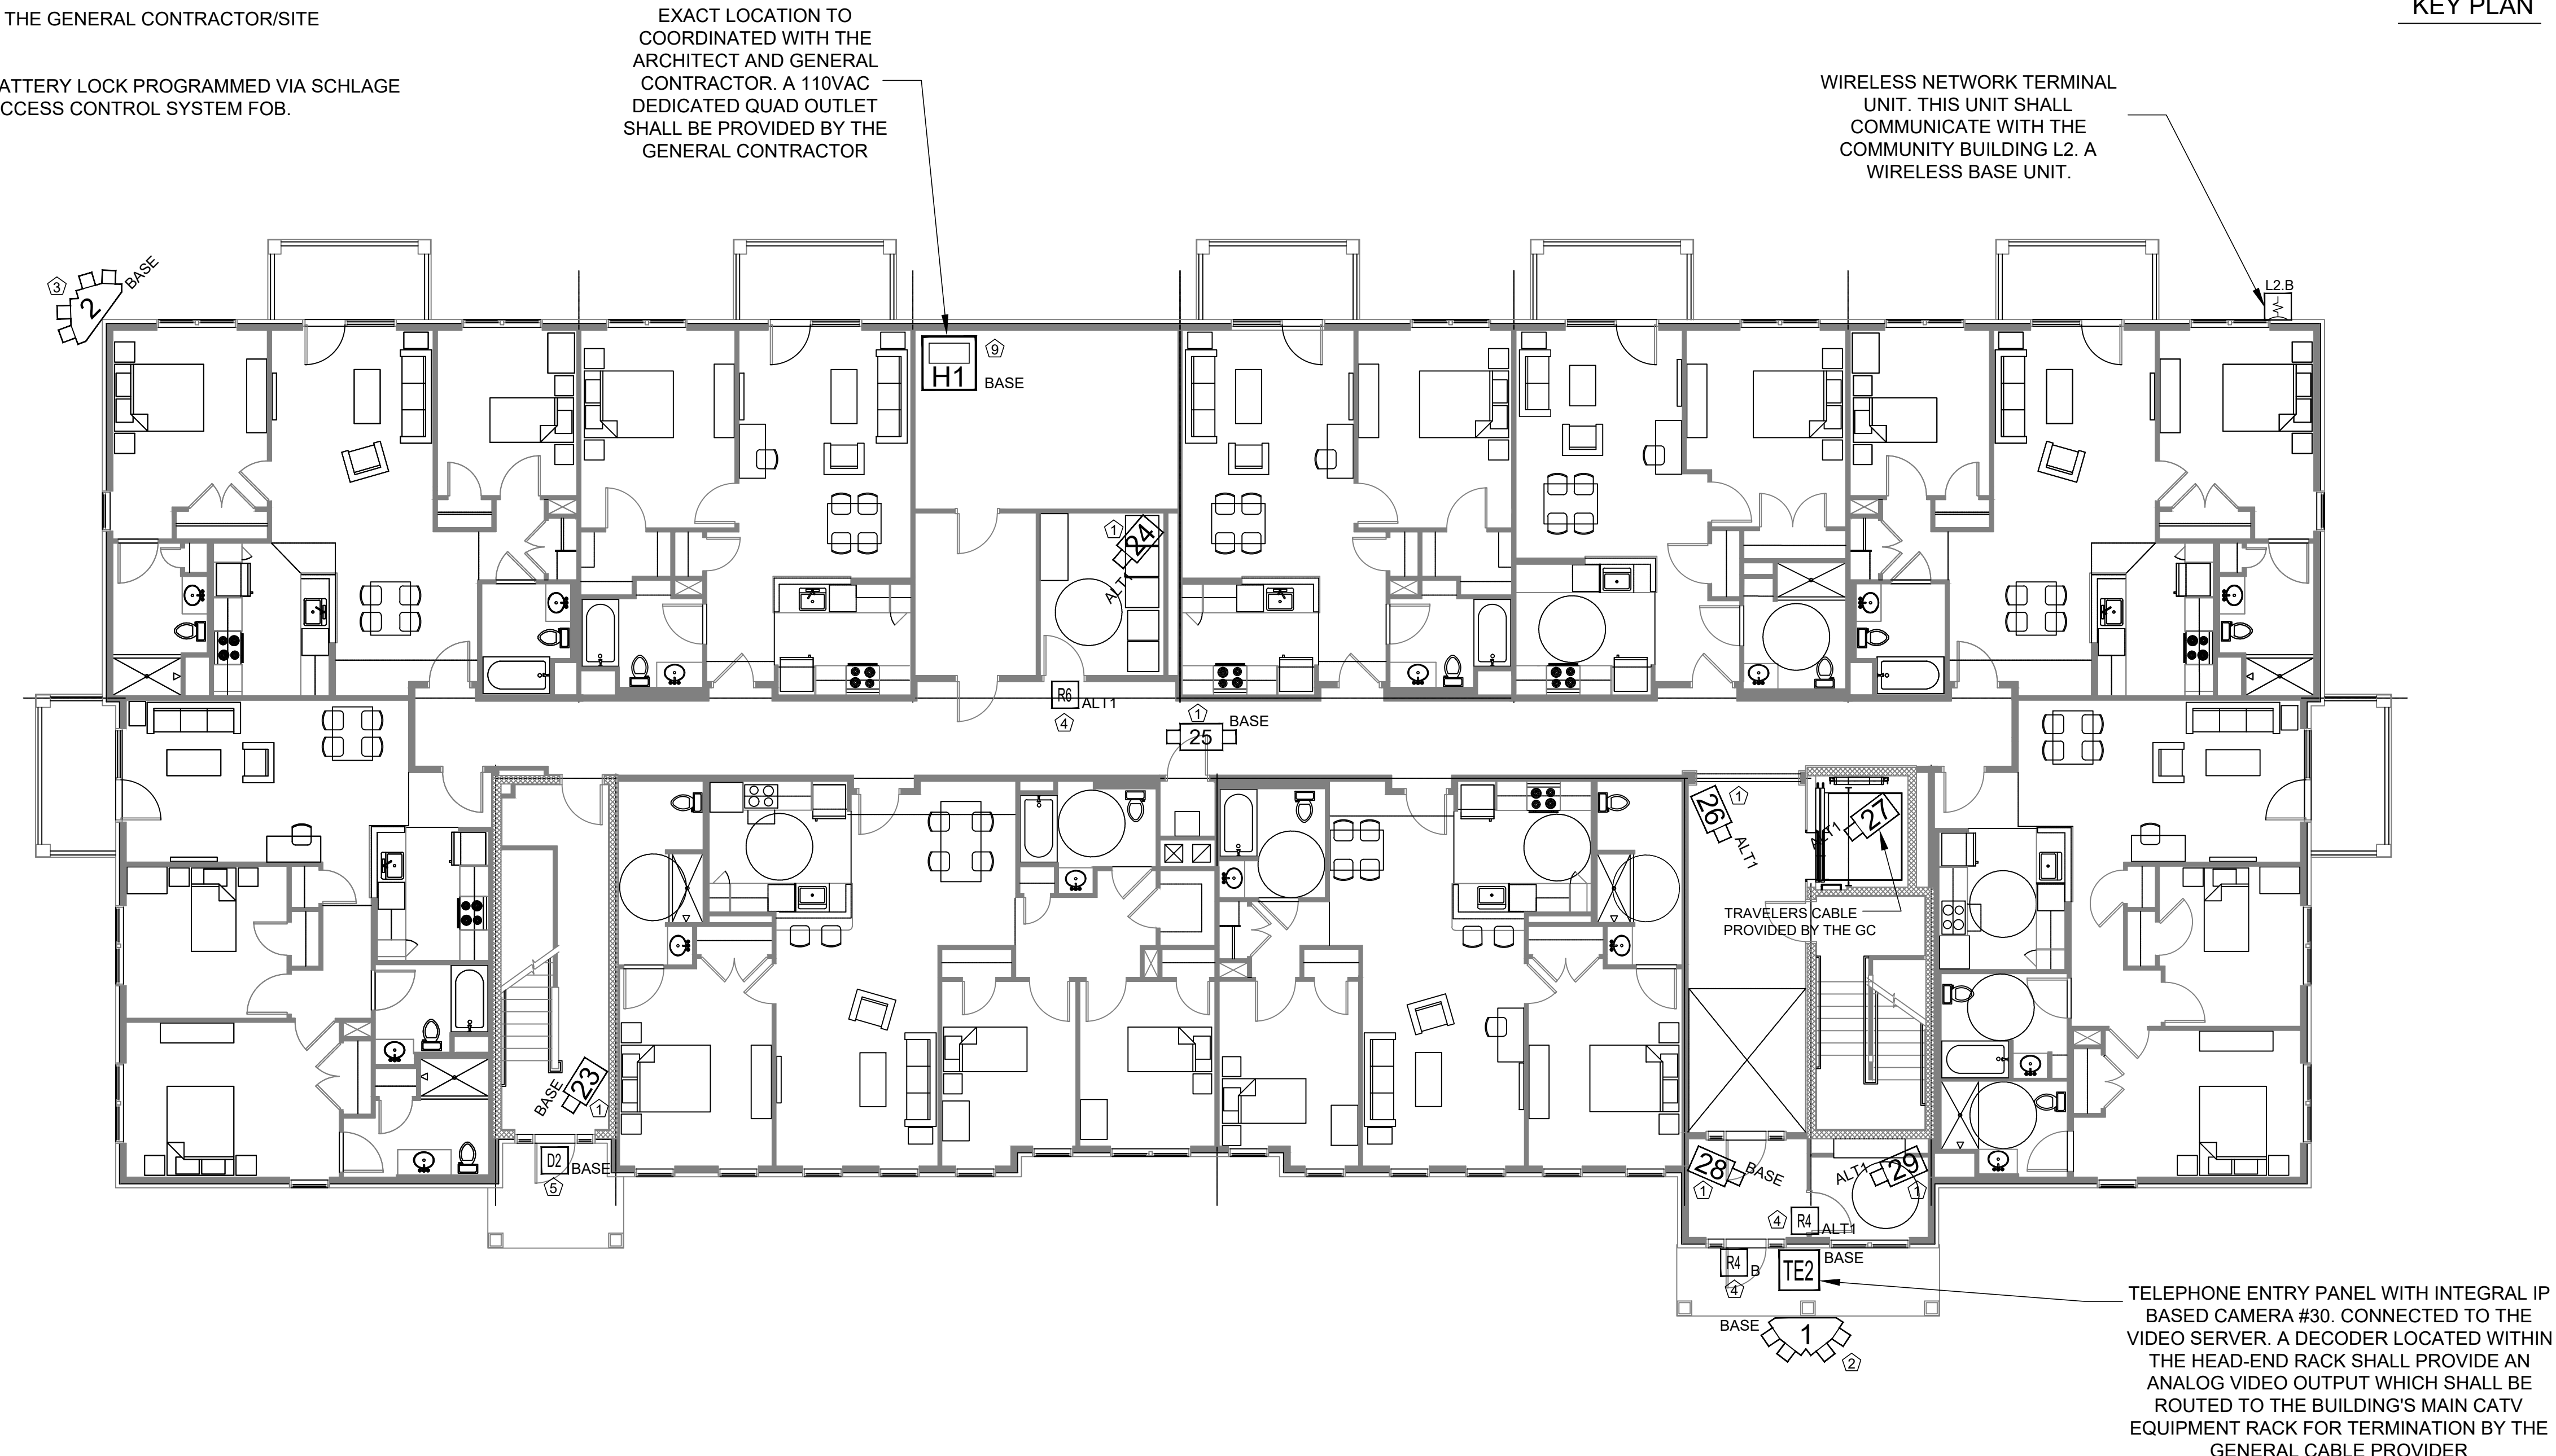 THE GENERAL CONTRACTOR/SITE
ATTERY LOCK PROGRAMMED VIA SCHLAGE
CCESS CONTROL SYSTEM FOB.
EXACT LOCATION TO
COORDINATED WITH THE
ARCHITECT AND GENERAL
CONTRACTOR. A 110VAC
DEDICATED QUAD OUTLET
SHALL BE PROVIDED BY THE
GENERAL CONTRACTOR
KEY PLAN
WIRELESS NETWORK TERMINAL
UNIT. THIS UNIT SHALL
COMMUNICATE WITH THE
COMMUNITY BUILDING L2. A
WIRELESS BASE UNIT.
3
2
BASE
L2.B
H1
9
BASE
1
24
ALT1
R6
ALT1
4
1
25
BASE
26
1
ALT1
27
ALT1
TRAVELERS CABLE
PROVIDED BY THE GC
23
BASE
1
D2
BASE
5
28
BASE
1
29
ALT1
1
4
R4
ALT1
R4
B
4
TE2
BASE
BASE
1
2
TELEPHONE ENTRY PANEL WITH INTEGRAL IP
BASED CAMERA #30. CONNECTED TO THE
VIDEO SERVER. A DECODER LOCATED WITHIN
THE HEAD-END RACK SHALL PROVIDE AN
ANALOG VIDEO OUTPUT WHICH SHALL BE
ROUTED TO THE BUILDING'S MAIN CATV
EQUIPMENT RACK FOR TERMINATION BY THE
GENERAL CABLE PROVIDER